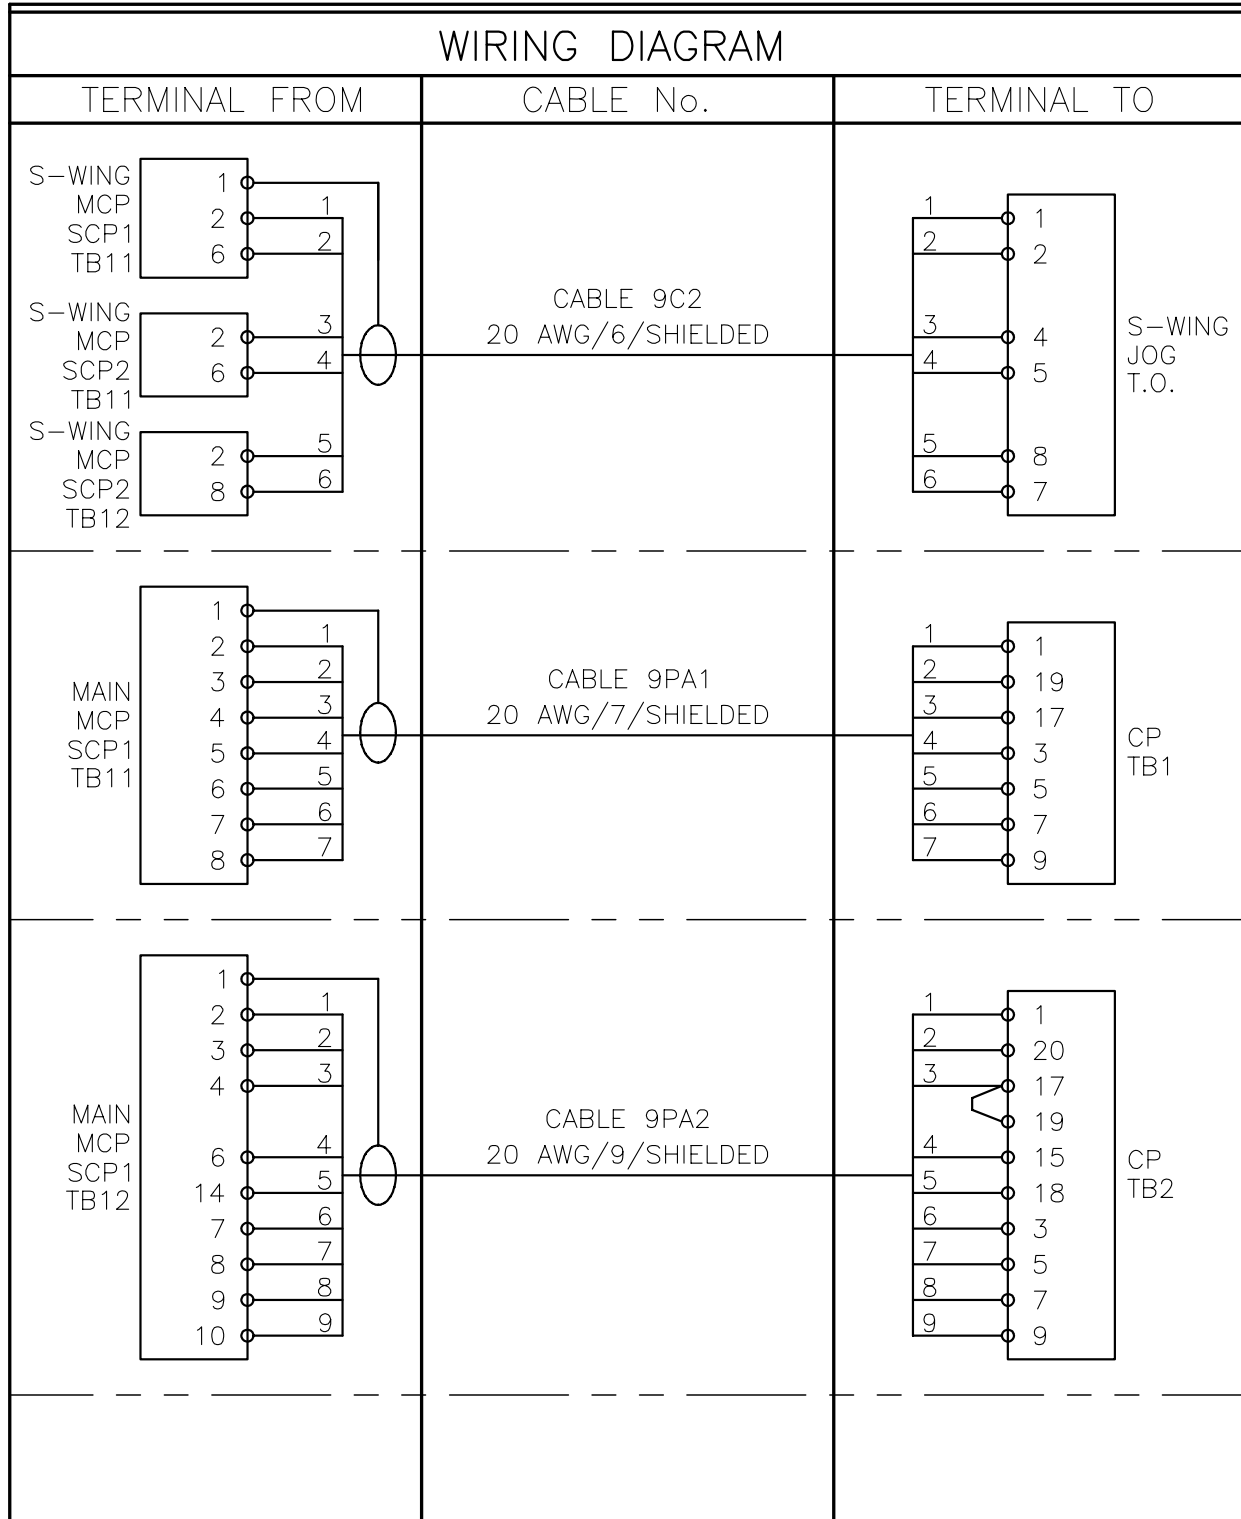 WIRING DIAGRAM
TERMINAL FROM
CABLE No.
TERMINAL TO
S-WING
MCP
SCP1
TB11
1
2
6
1
2
S-WING
MCP
SCP2
TB11
2
6
3
4
S-WING
MCP
SCP2
TB12
2
8
5
6
CABLE 9C2
20 AWG/6/SHIELDED
1
2
3
4
5
6
1
2
4
5
8
7
S-WING
JOG
T.O.
MAIN
MCP
SCP1
TB11
1
2
3
4
5
6
7
8
1
2
3
4
5
6
7
CABLE 9PA1
20 AWG/7/SHIELDED
1
2
3
4
5
6
7
1
19
17
3
5
7
9
CP
TB1
MAIN
MCP
SCP1
TB12
1
2
3
4
6
14
7
8
9
10
1
2
3
4
5
6
7
8
9
CABLE 9PA2
20 AWG/9/SHIELDED
1
2
3
4
5
6
7
8
9
1
20
17
19
15
18
3
5
7
9
CP
TB2